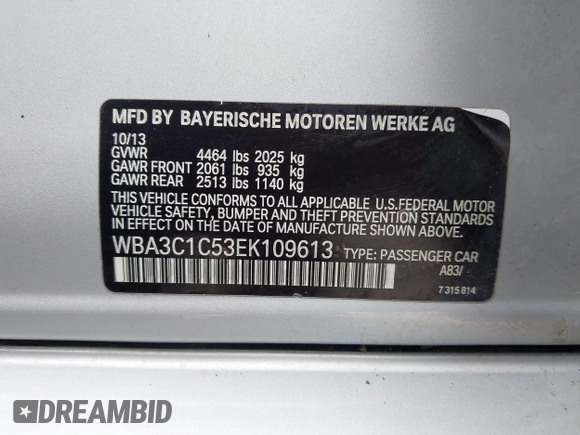 MFD BY BAYERISCHE MOTOREN WERKE AG
10/13
GVWR 4464 lbs 2025 kg
GAWR FRONT 2061 lbs 935 kg
GAWR REAR 2513 lbs 1140 kg
THIS VEHICLE CONFORMS TO ALL APPLICABLE U.S.FEDERAL MOTOR
VEHICLE SAFETY, BUMPER AND THEFT PREVENTION STANDARDS
IN EFFECT ON THE DATE OF MANUFACTURE SHOWN ABOVE.
WBA3C1C53EK109613 TYPE: PASSENGER CAR
A83/
7 315 814
DREAMBID